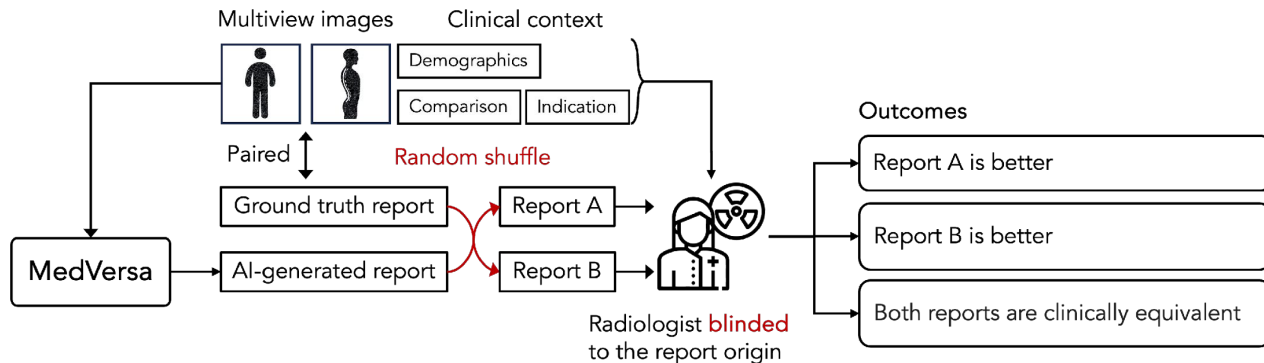 Multiview images
Clinical context
Demographics
Comparison
Indication
Paired
Random shuffle
Ground truth report
Report A
MedVersa
AI-generated report
Report B
Radiologist blinded
to the report origin
Outcomes
Report A is better
Report B is better
Both reports are clinically equivalent